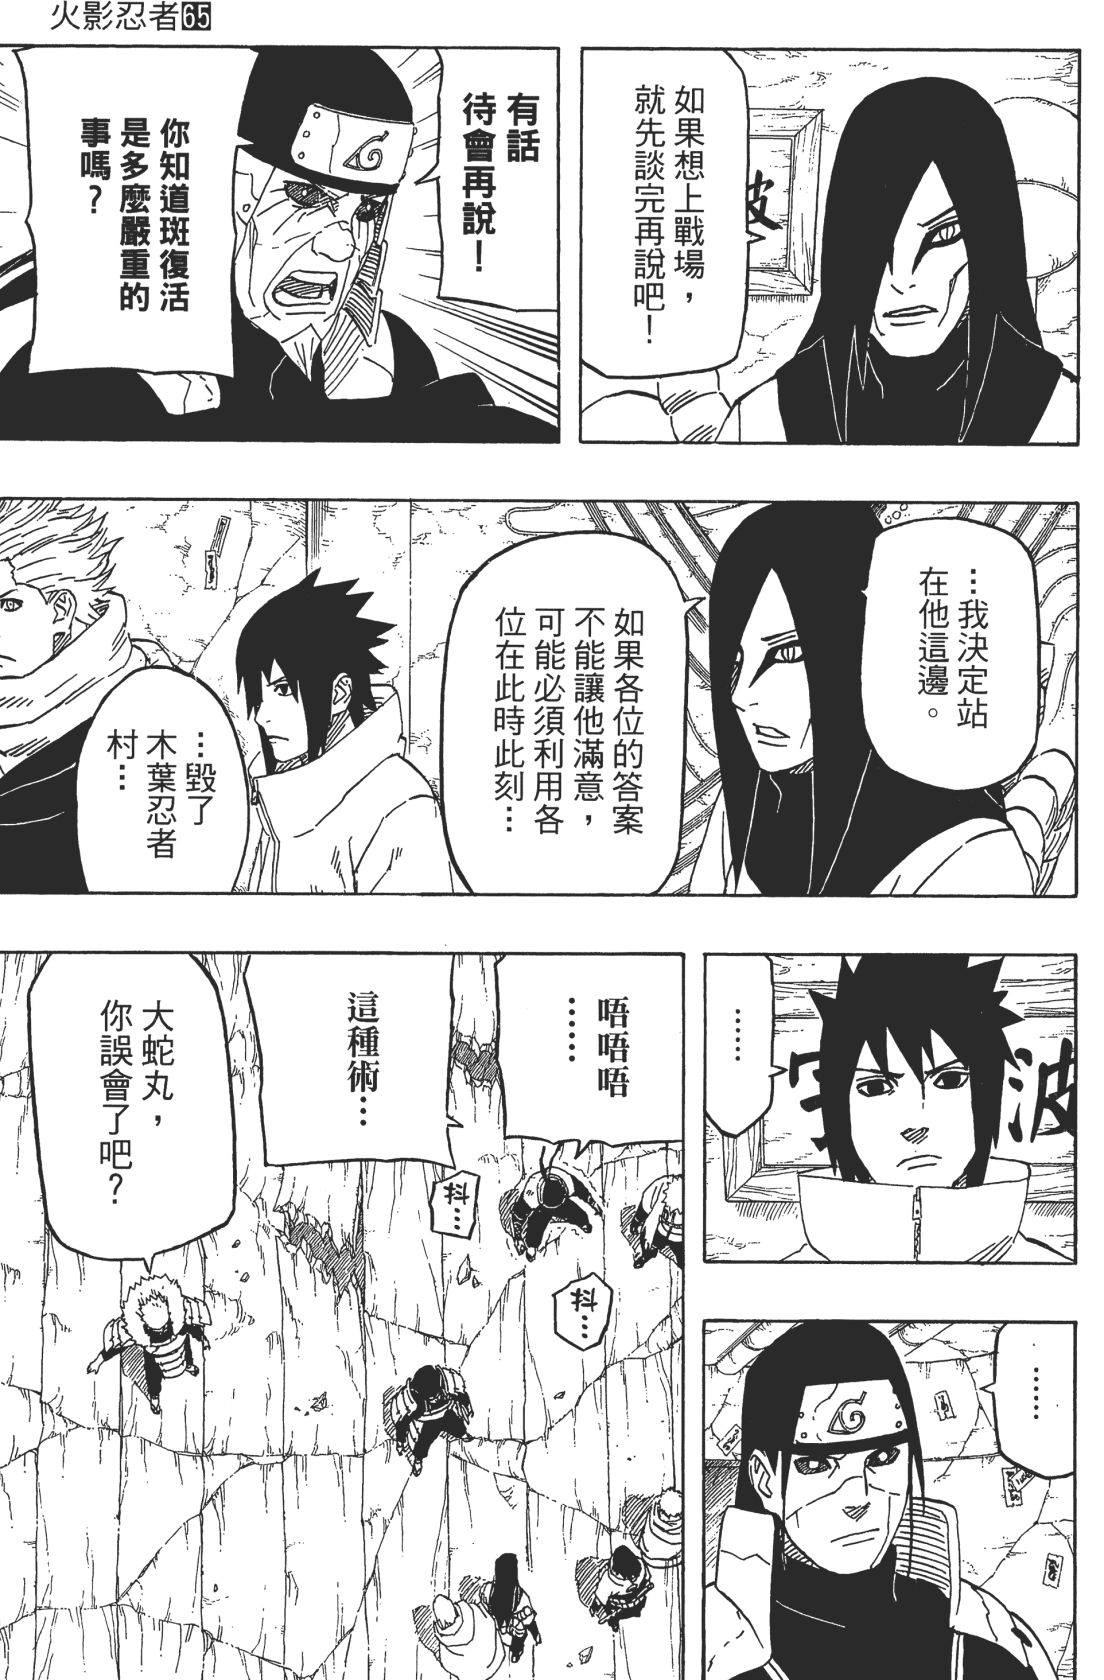 火影忍者65
如果想上戰場，
就先談完再說吧！
有話
待會再說！
你知道斑復活
是多麼嚴重的
事嗎？
…我決定站
在他這邊。
如果各位的答案
不能讓他滿意，
可能必須利用各
位在此時此刻…
…毀了
木葉忍者
村…
波
……
波
……
唔唔唔
……
這種術…
抖…
抖…
大蛇丸，
你誤會了吧？